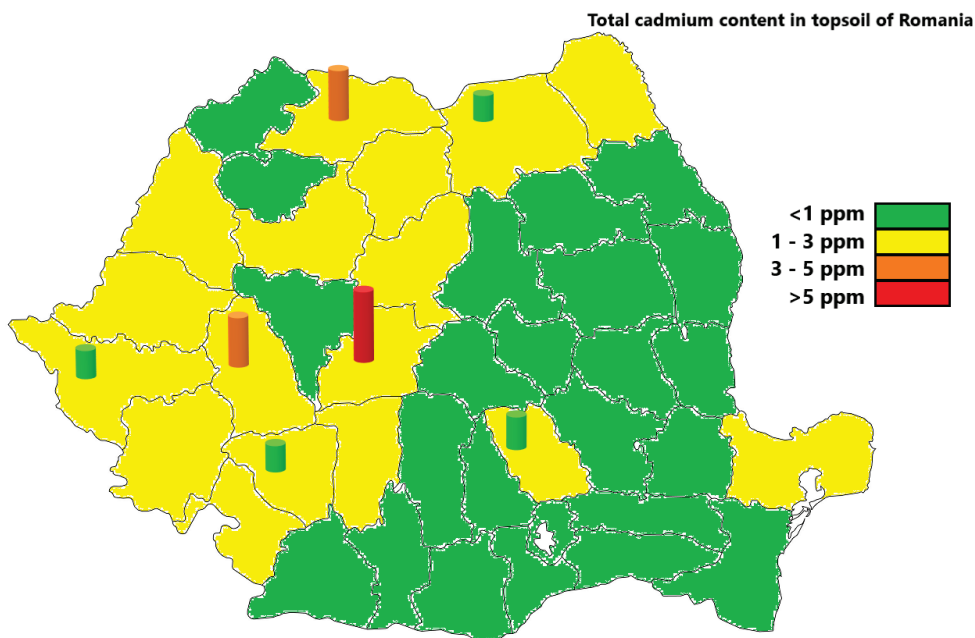 Total cadmium content in topsoil of Romania
<1 ppm
1 - 3 ppm
3 - 5 ppm
>5 ppm